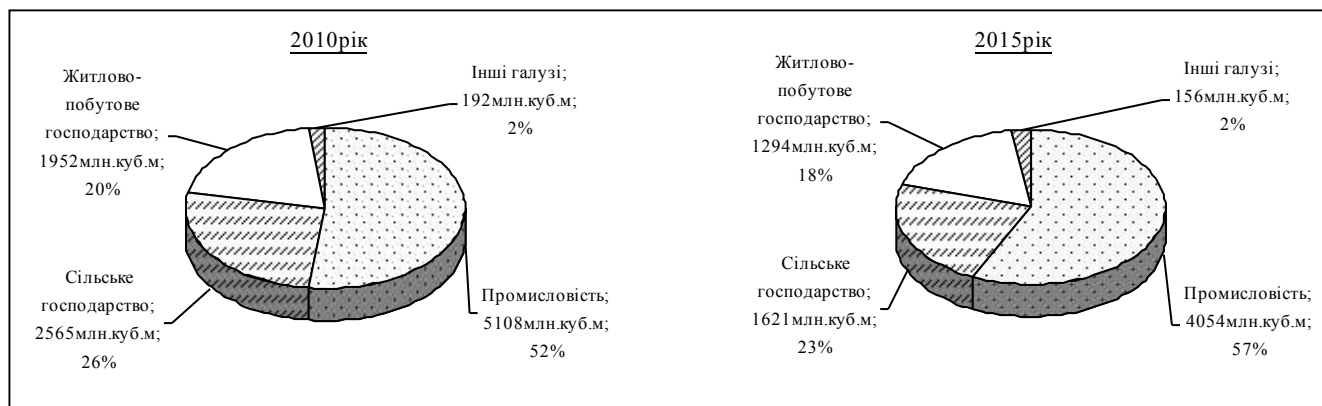 2010рік
Житлово-
побутове
господарство;
1952млн.куб.м;
20%
Інші галузі;
192млн.куб.м;
2%
Сільське
господарство;
2565млн.куб.м;
26%
Промисловість;
5108млн.куб.м;
52%
2015рік
Житлово-
побутове
господарство;
1294млн.куб.м;
18%
Інші галузі;
156млн.куб.м;
2%
Сільське
господарство;
1621млн.куб.м;
23%
Промисловість;
4054млн.куб.м;
57%